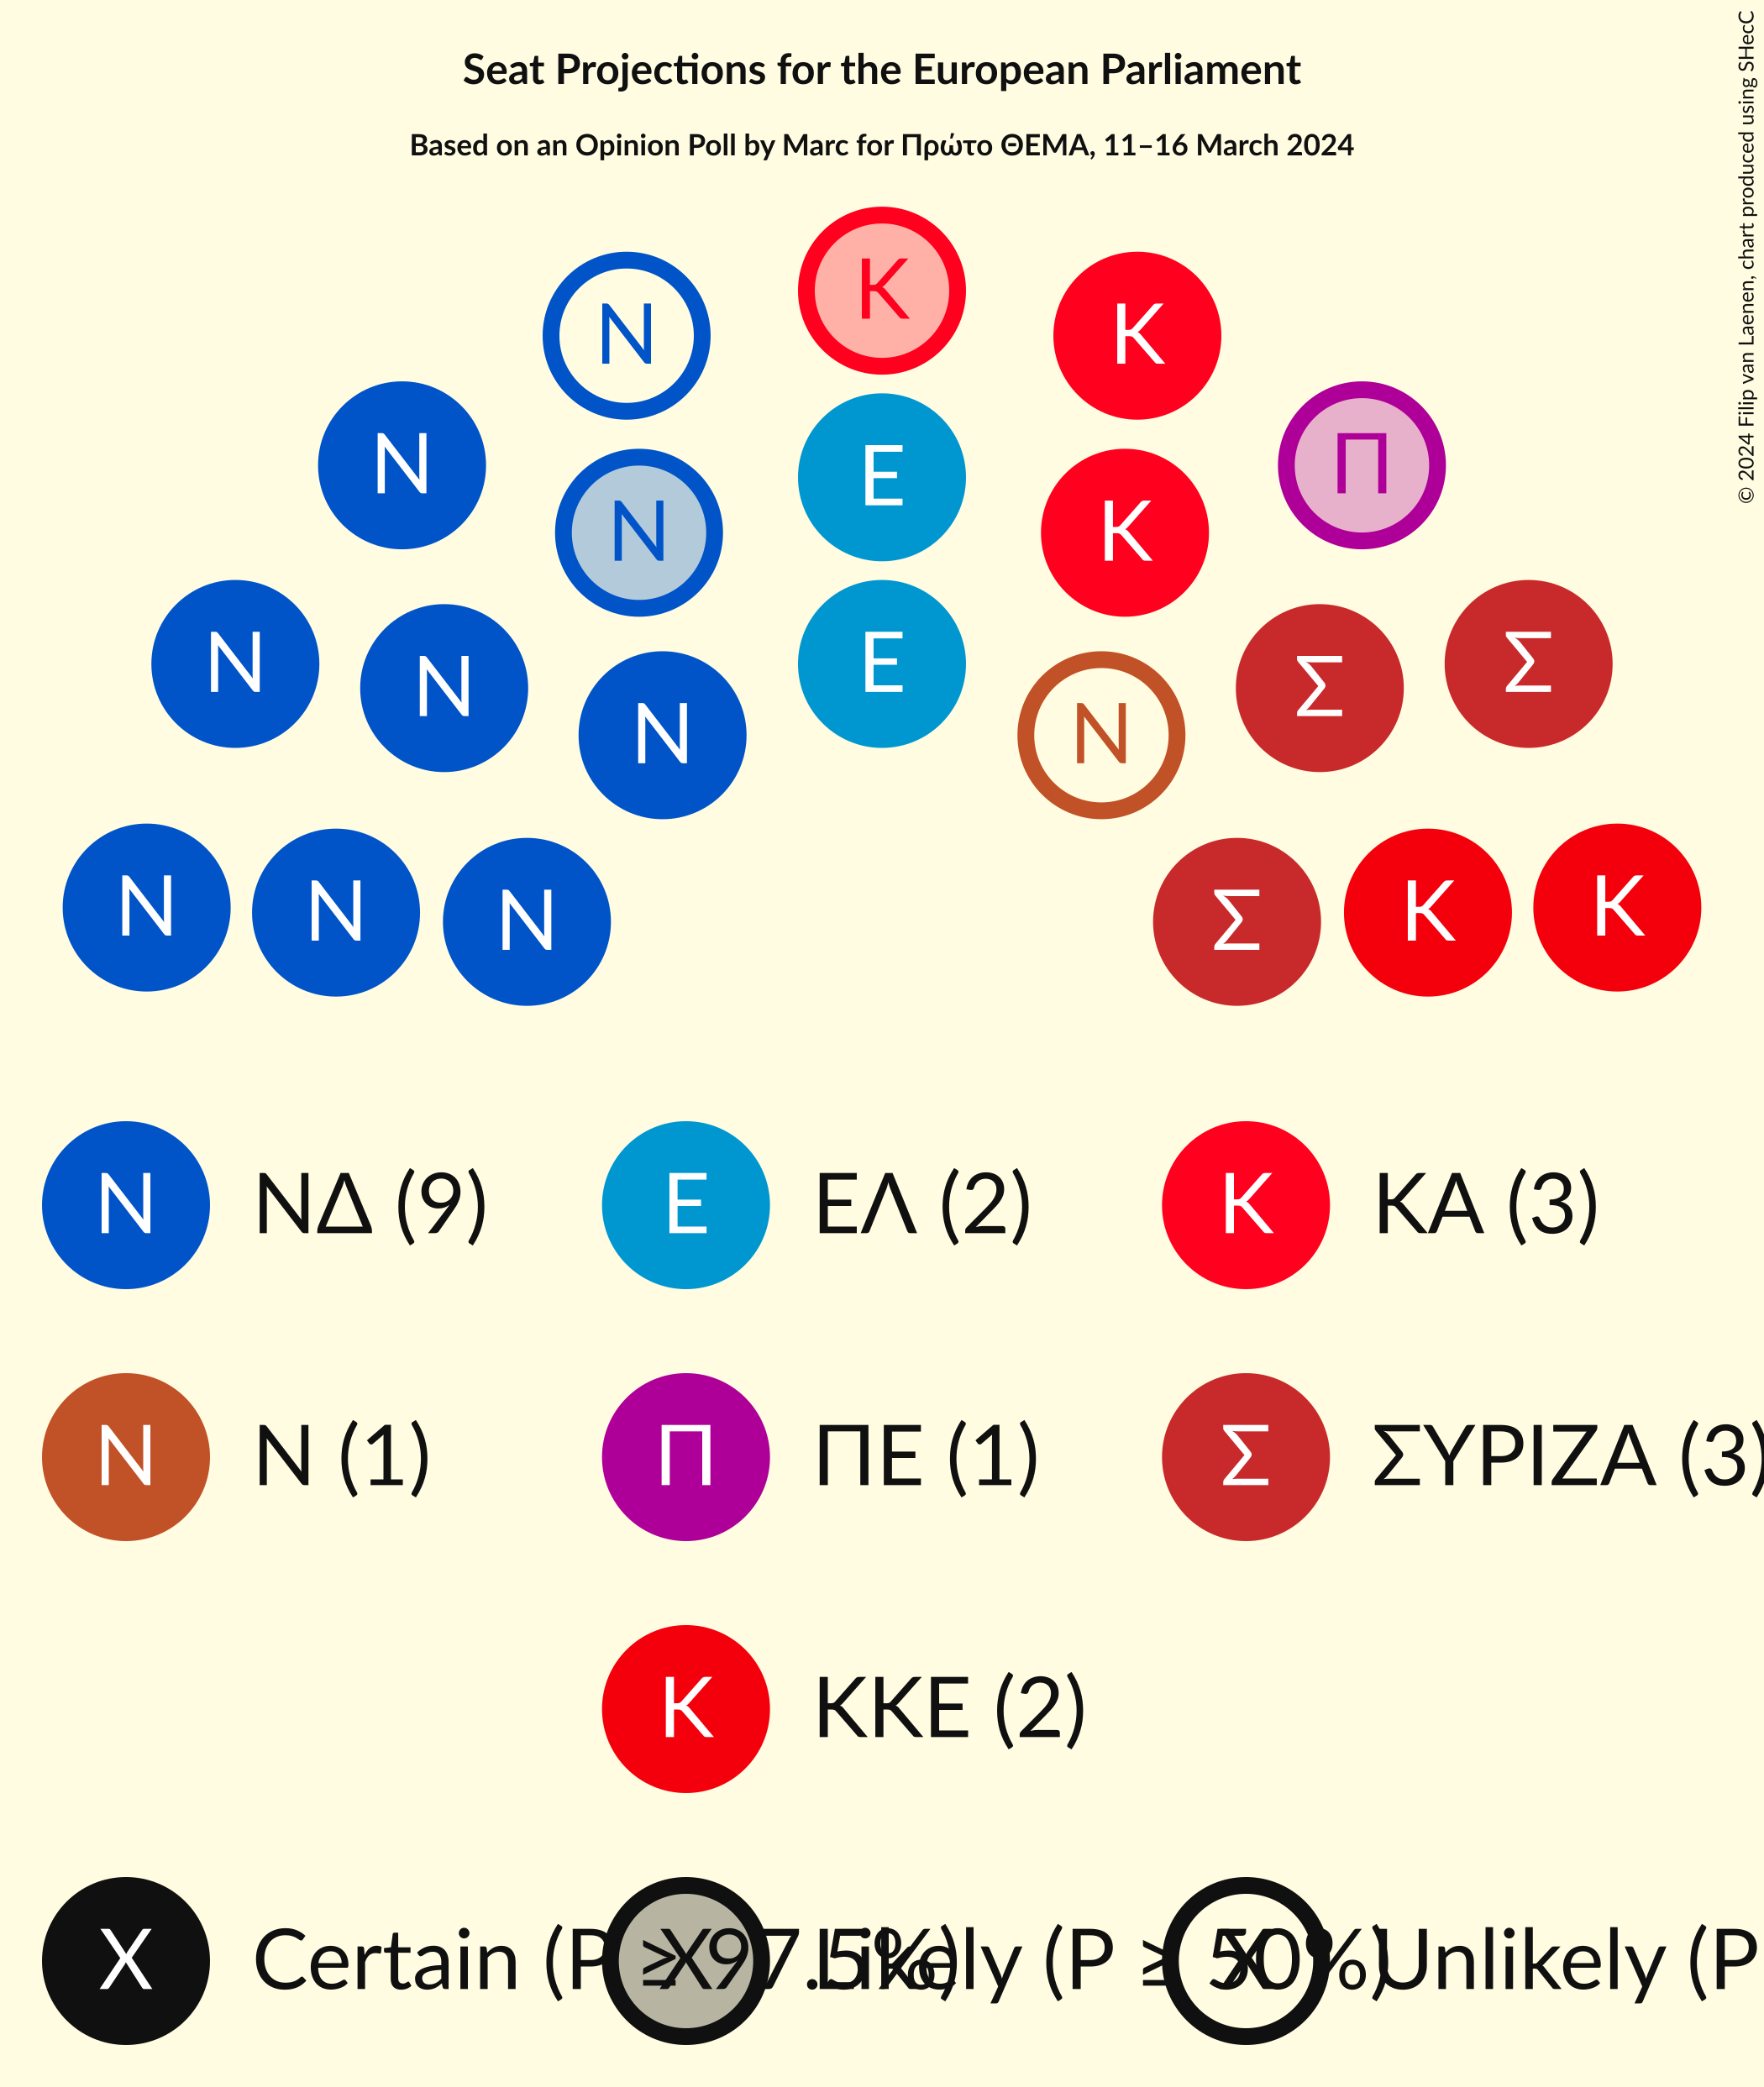 Seat Projections for the European Parliament
Based on an Opinion Poll by Marc for Πρώτο ΘΕΜΑ, 11–16 March 2024
© 2024 Filip van Laenen, chart produced using SHecC
Κ
Ν Κ
Ν Ε Π
Ν Κ
Ν Ε Σ
Ν Ν Ν Σ
Ν Ν Ν Σ Κ Κ
Ν ΝΔ (9) Ε ΕΛ (2) Κ ΚΑ (3)
Ν Ν (1) Π ΠΕ (1) Σ ΣΥΡΙΖΑ (3)
Κ ΚΚΕ (2)
X Certain (P ≥ 97.5%) X Likely (P ≥ 50%) X Unlikely (P